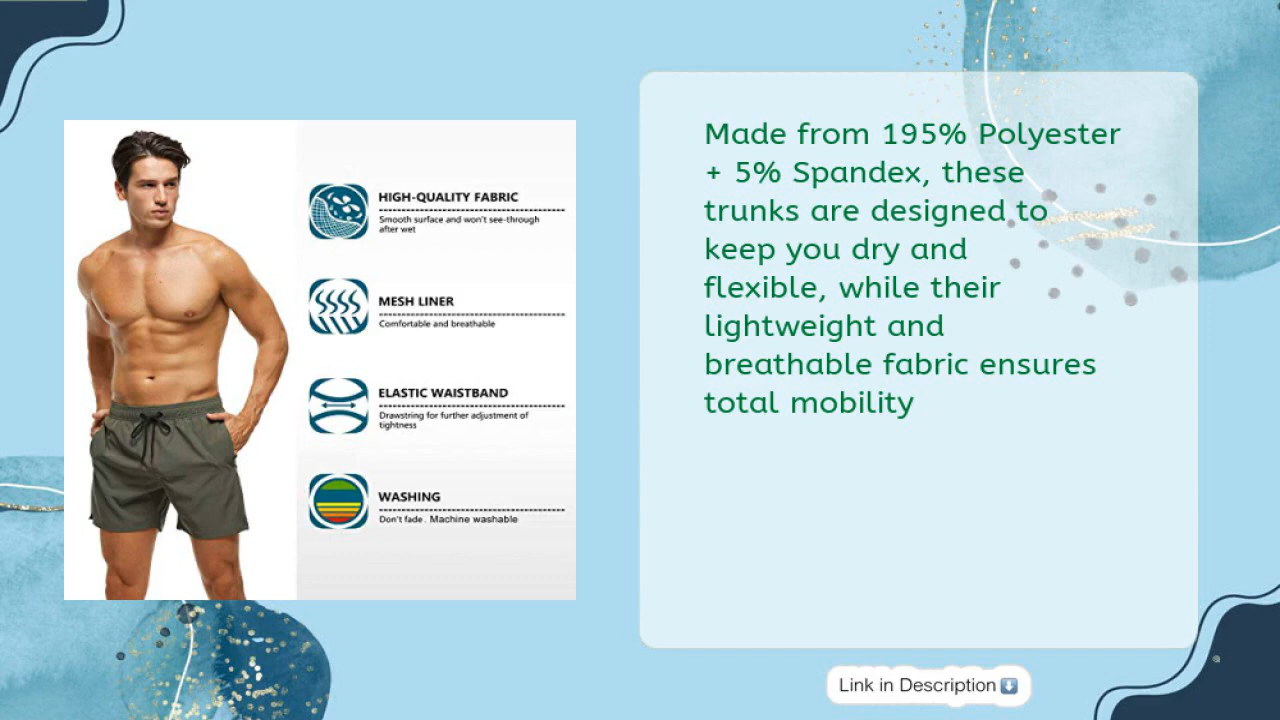 HIGH-QUALITY FABRIC
Smooth surface and won't see-through
after wet
MESH LINER
Comfortable and breathable
ELASTIC WAISTBAND
Drawstring for further adjustment of
tightness
WASHING
Don't fade. Machine washable
Made from 195% Polyester
+ 5% Spandex, these
trunks are designed to
keep you dry and
flexible, while their
lightweight and
breathable fabric ensures
total mobility
Link in Description